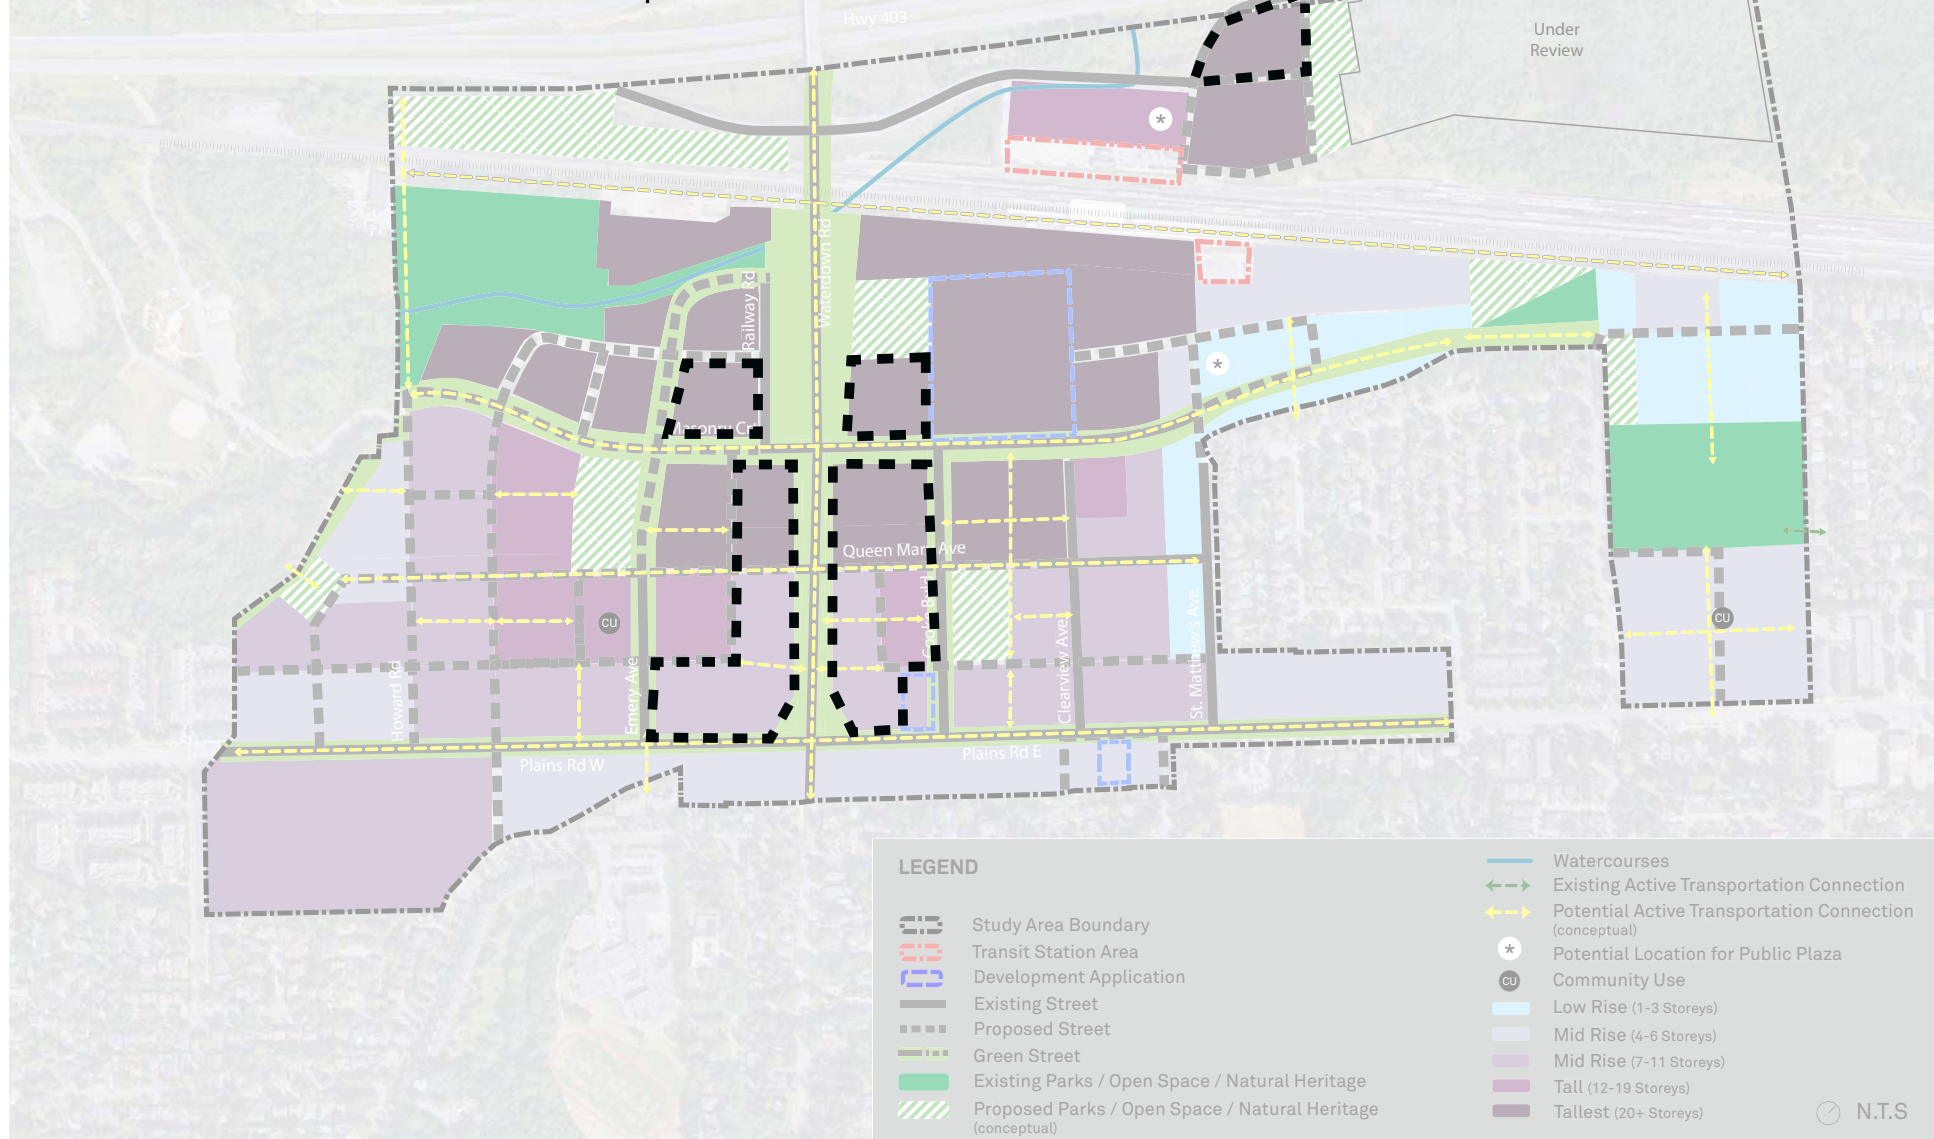 Hwy 403
Under
Review
*
Waterdown Rd
Railway Rd
*
Masonry Crt
Queen Mary Ave
CU
CU
Howard Rd
Emery Ave
Clearview Ave
St. Matthew's Ave
Plains Rd W
Plains Rd E
LEGEND
Study Area Boundary
Transit Station Area
Development Application
Existing Street
Proposed Street
Green Street
Existing Parks / Open Space / Natural Heritage
Proposed Parks / Open Space / Natural Heritage
(conceptual)
Watercourses
Existing Active Transportation Connection
Potential Active Transportation Connection
(conceptual)
* Potential Location for Public Plaza
CU Community Use
Low Rise (1-3 Storeys)
Mid Rise (4-6 Storeys)
Mid Rise (7-11 Storeys)
Tall (12-19 Storeys)
Tallest (20+ Storeys)
N.T.S